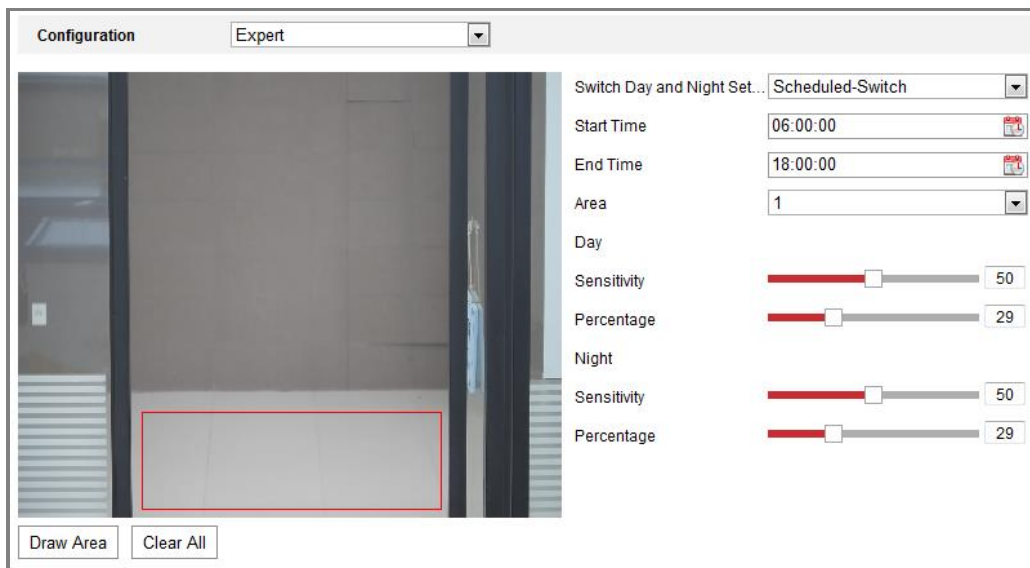 Configuration Expert
Switch Day and Night Set... Scheduled-Switch
Start Time 06:00:00
End Time 18:00:00
Area 1
Day
Sensitivity 50
Percentage 29
Night
Sensitivity 50
Percentage 29
Draw Area Clear All